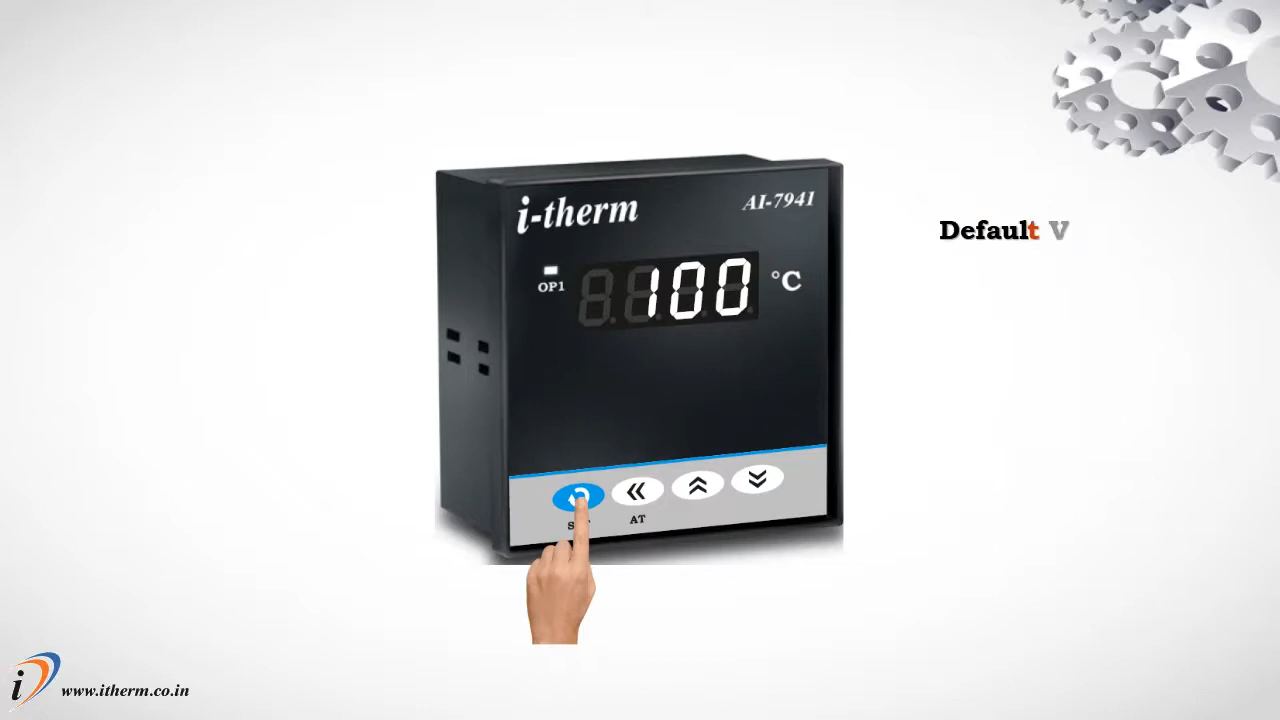 i-therm AI-7941
Default V
100 °C
OP1
AT
i www.itherm.co.in